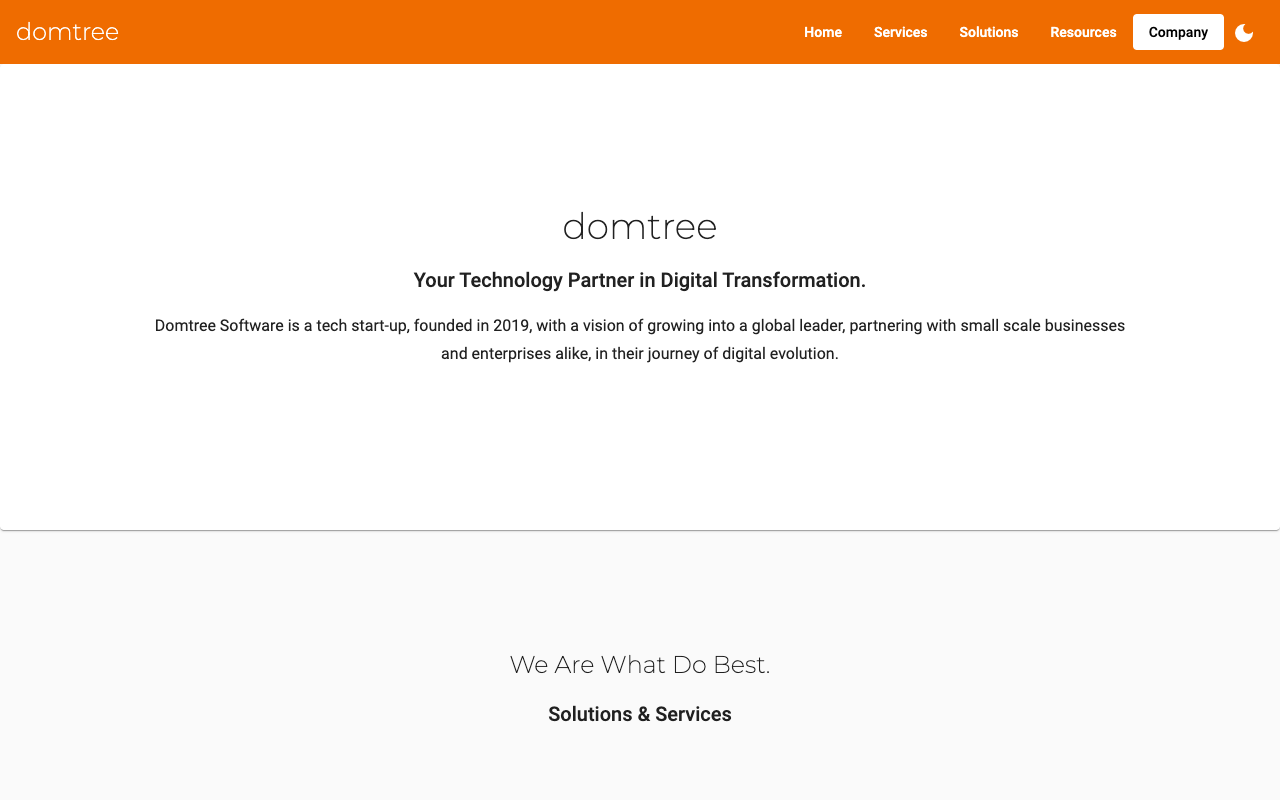 domtree
Home
Services
Solutions
Resources
Company
domtree
Your Technology Partner in Digital Transformation.
Domtree Software is a tech start-up, founded in 2019, with a vision of growing into a global leader, partnering with small scale businesses
and enterprises alike, in their journey of digital evolution.
We Are What Do Best.
Solutions & Services